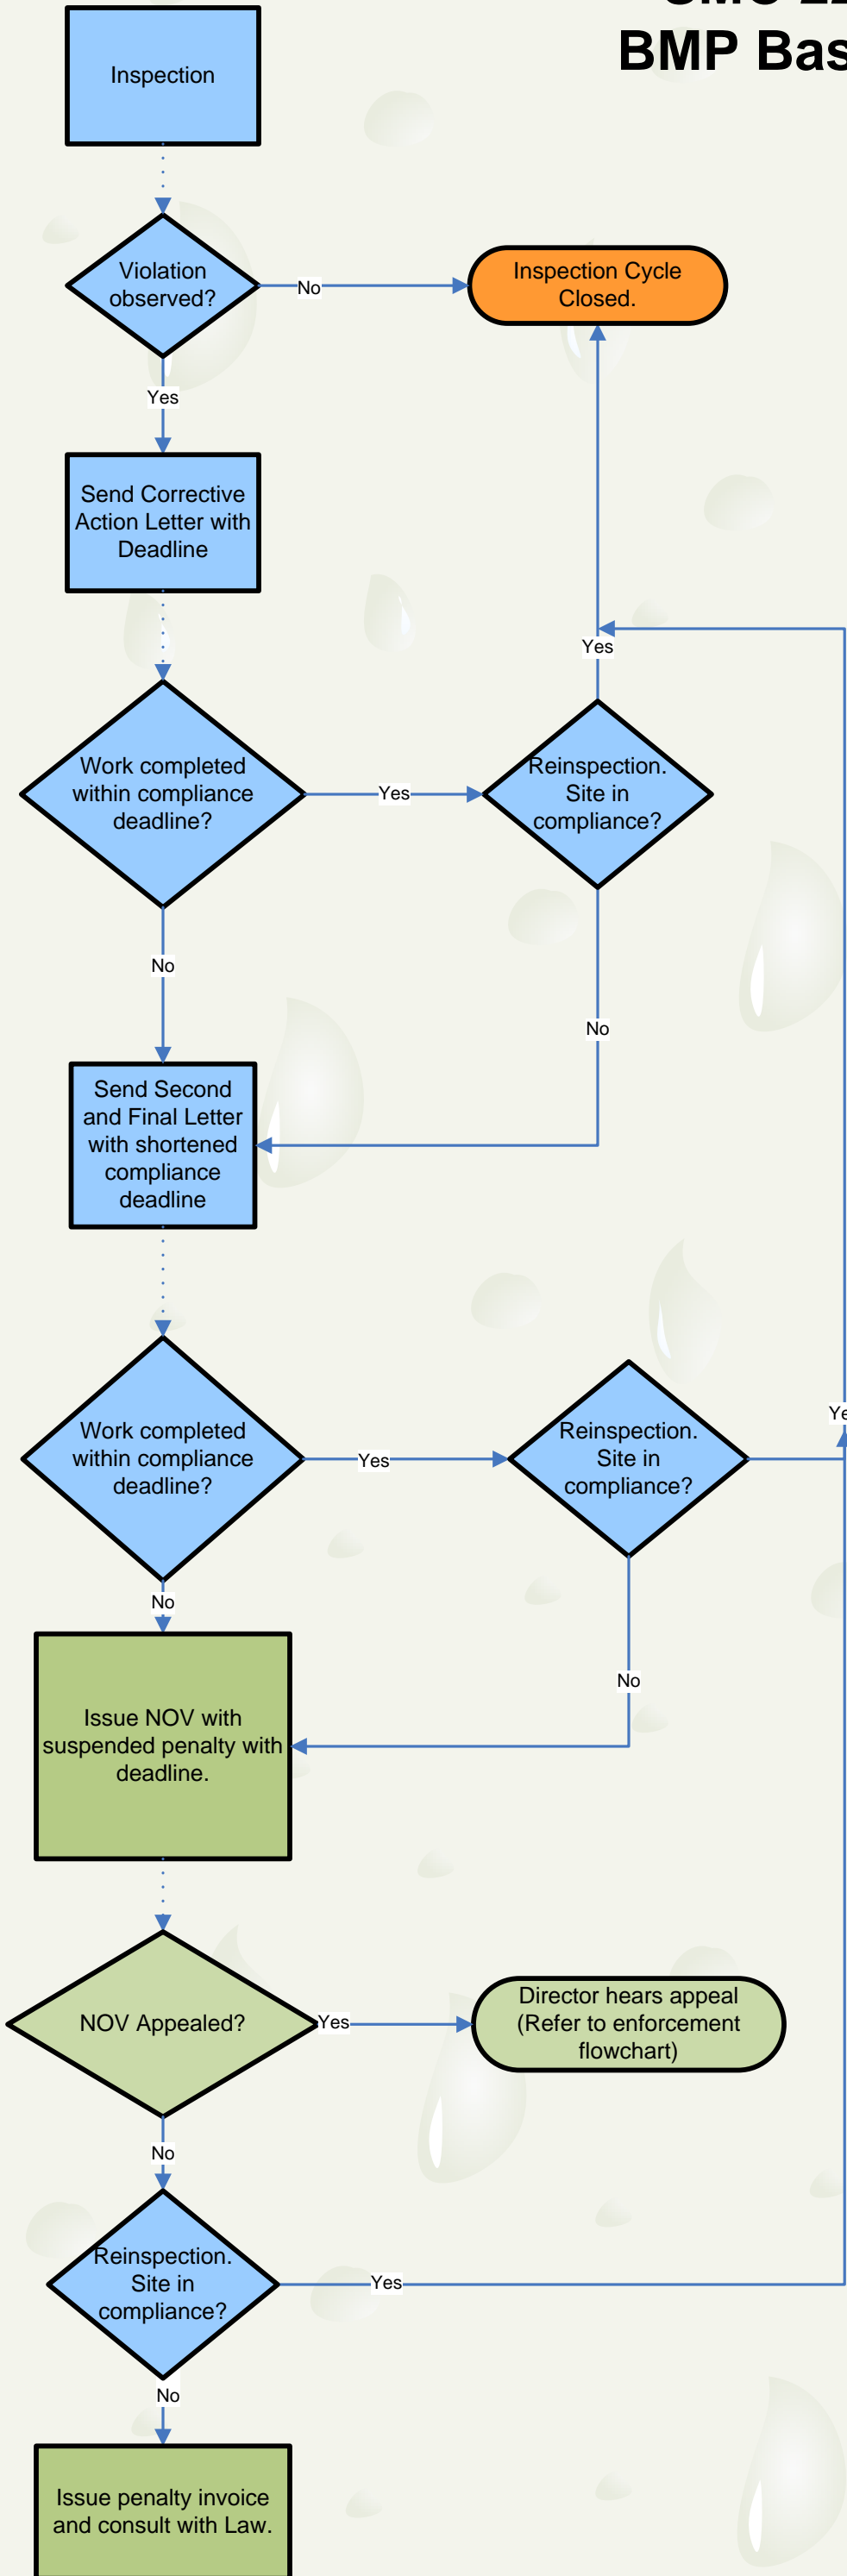 BMP
Inspection
Violation
observed?
No
Inspection Cycle
Closed.
Yes
Send Corrective
Action Letter with
Deadline
Yes
Work completed
within compliance
deadline?
Yes
Reinspection.
Site in
compliance?
No
No
Send Second
and Final Letter
with shortened
compliance
deadline
Work completed
within compliance
deadline?
Yes
Reinspection.
Site in
compliance?
No
No
Issue NOV with
suspended penalty with
deadline.
NOV Appealed?
Yes
Director hears appeal
(Refer to enforcement
flowchart)
No
Reinspection.
Site in
compliance?
Yes
No
Issue penalty invoice
and consult with Law.